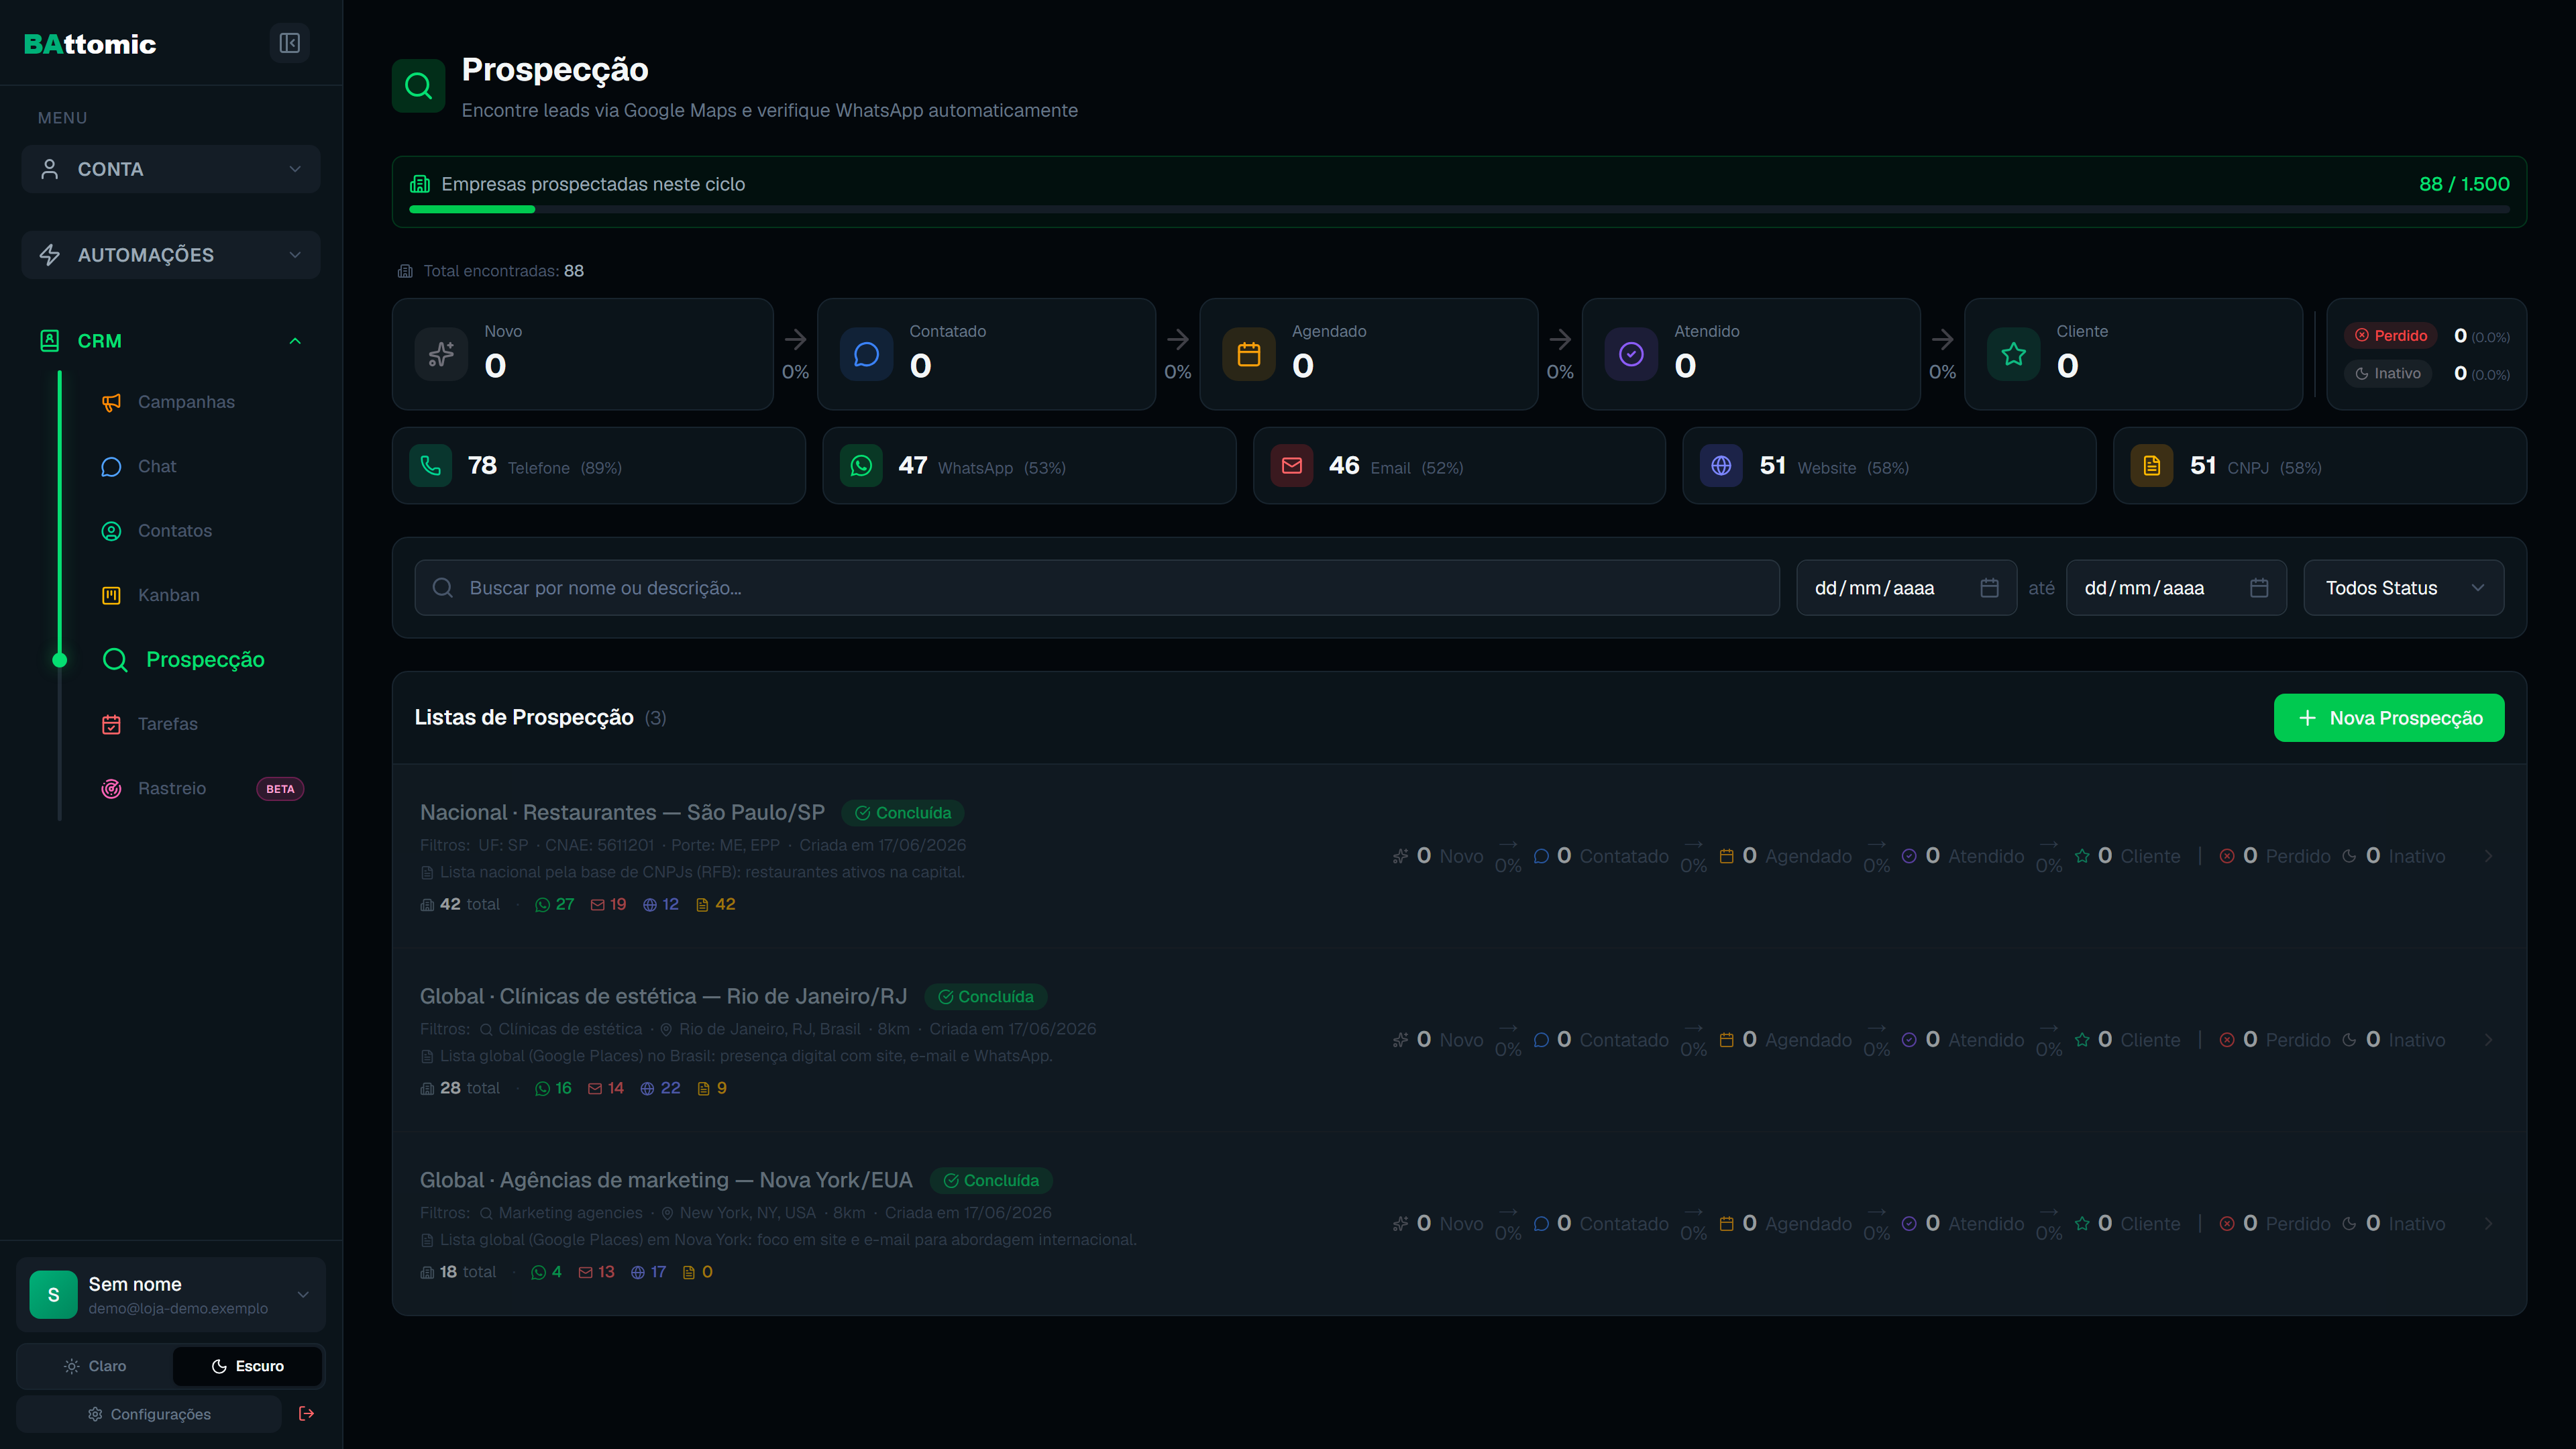 BAttomic
MENU
CONTA
AUTOMAÇÕES
CRM
Campanhas
Chat
Contatos
Kanban
Prospecção
Tarefas
Rastreio BETA
S
Sem nome
demo@loja-demo.exemplo
Claro Escuro
Configurações
Prospecção
Encontre leads via Google Maps e verifique WhatsApp automaticamente
Empresas prospectadas neste ciclo 88 / 1.500
Total encontradas: 88
Novo
0
0%
Contatado
0
0%
Agendado
0
0%
Atendido
0
0%
Cliente
0
Perdido 0 (0.0%)
Inativo 0 (0.0%)
78 Telefone (89%)
47 WhatsApp (53%)
46 Email (52%)
51 Website (58%)
51 CNPJ (58%)
Buscar por nome ou descrição... dd/mm/aaaa até dd/mm/aaaa Todos Status
Listas de Prospecção (3) Nova Prospecção
Nacional · Restaurantes — São Paulo/SP Concluída
Filtros: UF: SP · CNAE: 5611201 · Porte: ME, EPP · Criada em 17/06/2026
Lista nacional pela base de CNPJs (RFB): restaurantes ativos na capital.
42 total · 27 19 12 42
0 Novo → 0% 0 Contatado → 0% 0 Agendado → 0% 0 Atendido → 0% 0 Cliente | 0 Perdido 0 Inativo
Global · Clínicas de estética — Rio de Janeiro/RJ Concluída
Filtros: Clínicas de estética · Rio de Janeiro, RJ, Brasil · 8km · Criada em 17/06/2026
Lista global (Google Places) no Brasil: presença digital com site, e-mail e WhatsApp.
28 total · 16 14 22 9
0 Novo → 0% 0 Contatado → 0% 0 Agendado → 0% 0 Atendido → 0% 0 Cliente | 0 Perdido 0 Inativo
Global · Agências de marketing — Nova York/EUA Concluída
Filtros: Marketing agencies · New York, NY, USA · 8km · Criada em 17/06/2026
Lista global (Google Places) em Nova York: foco em site e e-mail para abordagem internacional.
18 total · 4 13 17 0
0 Novo → 0% 0 Contatado → 0% 0 Agendado → 0% 0 Atendido → 0% 0 Cliente | 0 Perdido 0 Inativo